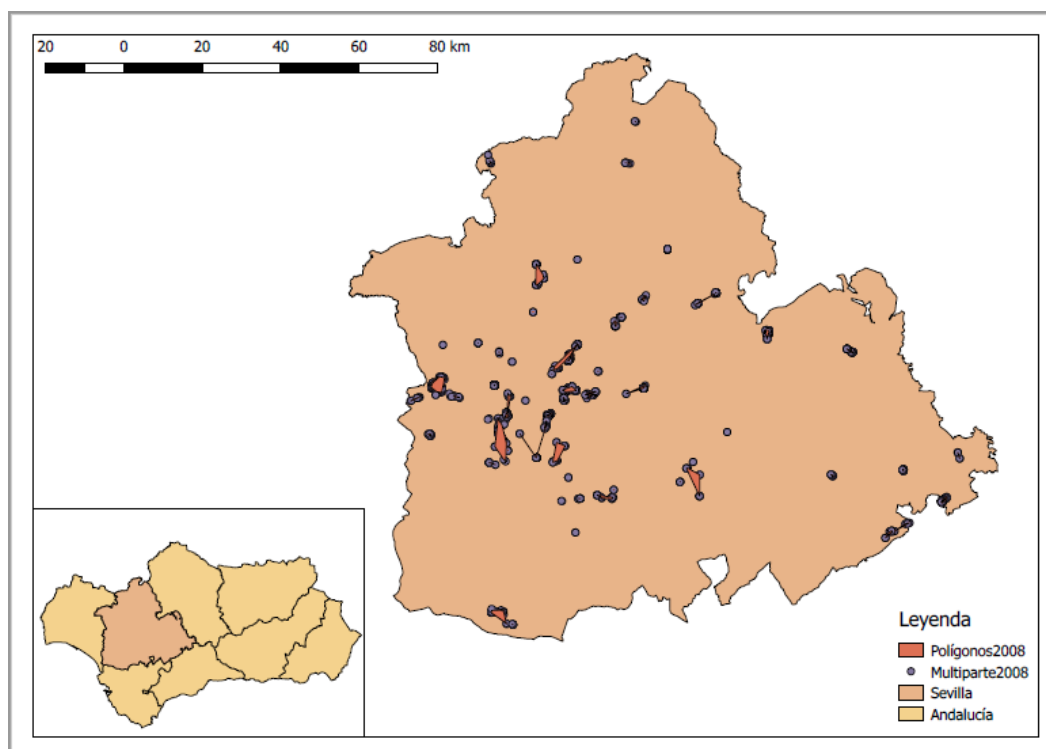 20 0 20 40 60 80 km
Leyenda
Polígonos2008
Multiparte2008
Sevilla
Andalucía